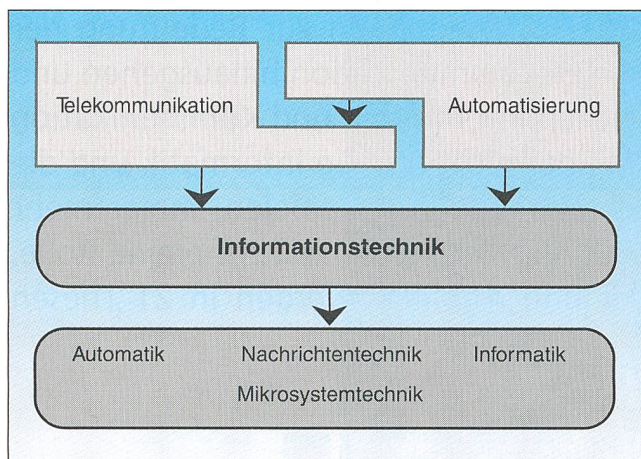 Telekommunikation
Automatisierung
Informationstechnik
Automatik Nachrichtentechnik Informatik
Mikrosystemtechnik